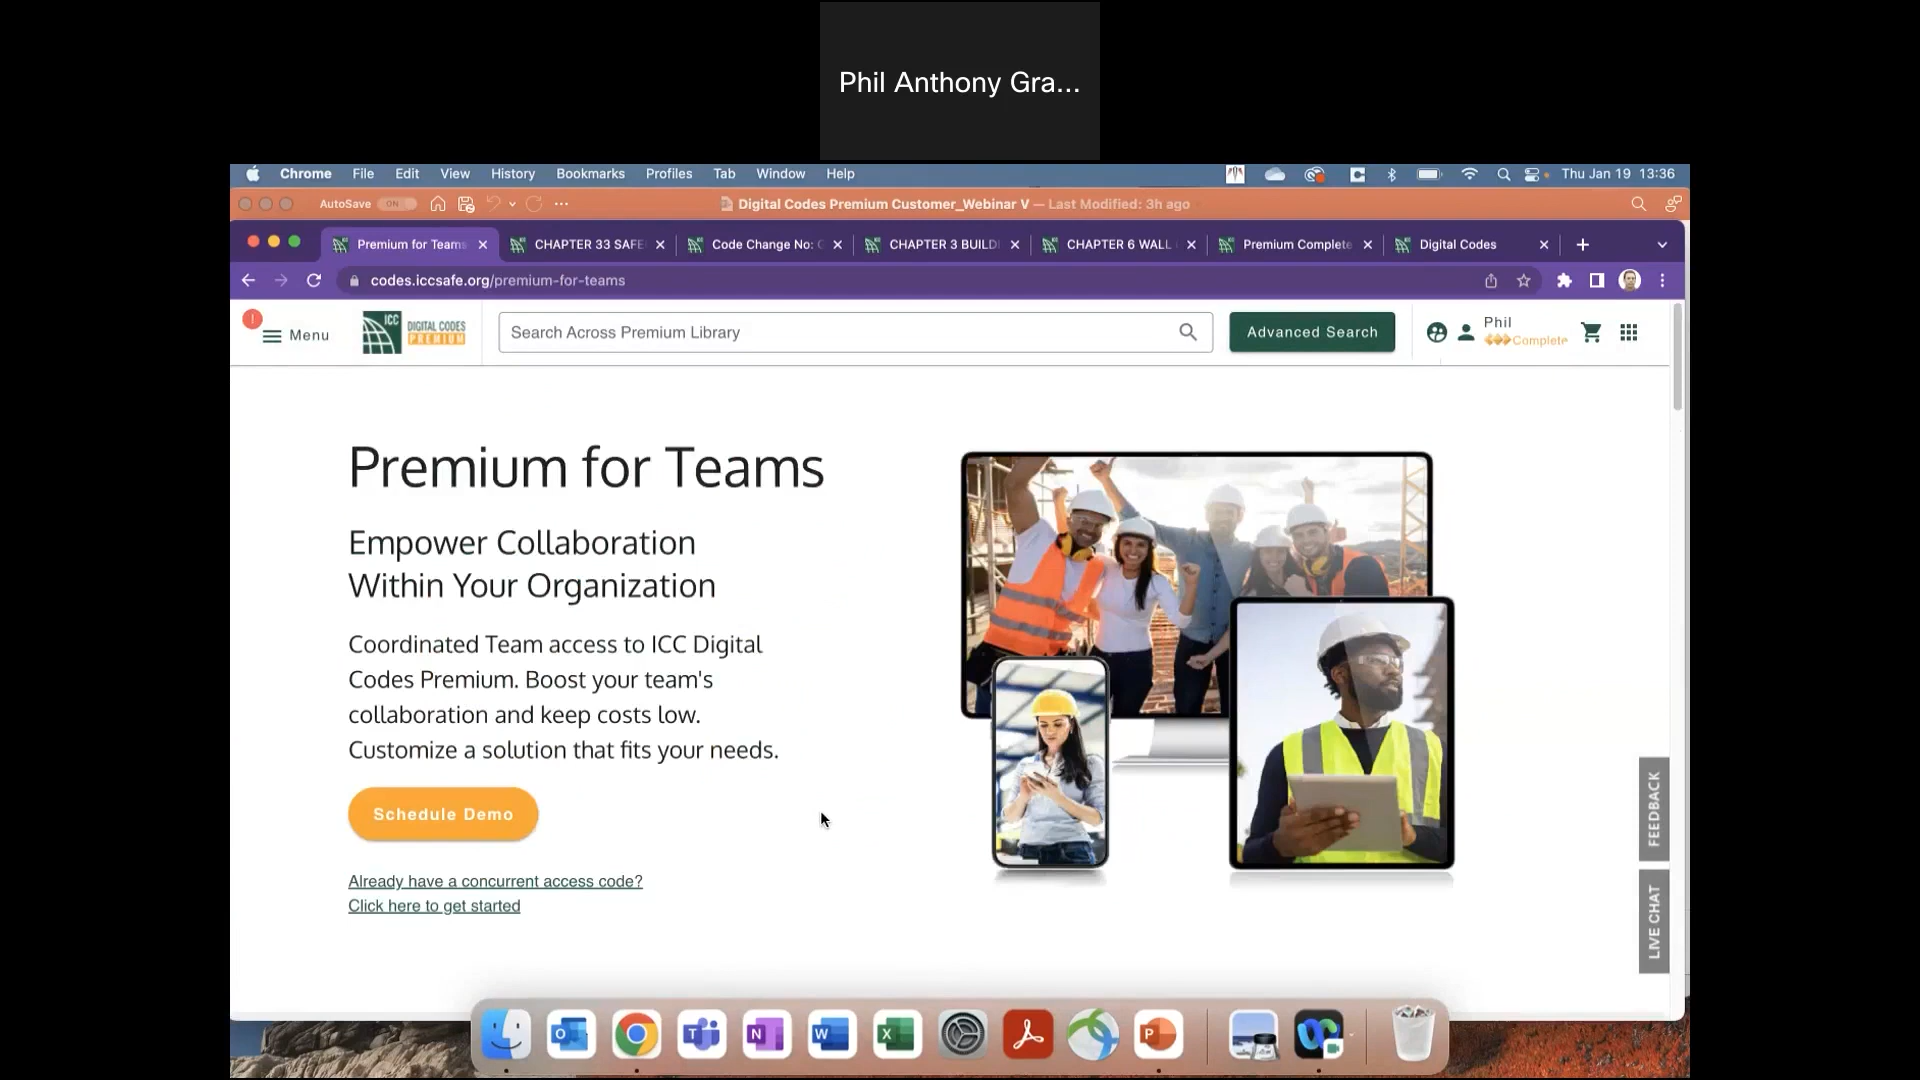 Phil Anthony Gra...
Chrome File Edit View History Bookmarks Profiles Tab Window Help Thu Jan 19 13:36
AutoSave ON ... Digital Codes Premium Customer_Webinar V — Last Modified: 3h ago
Premium for Teams CHAPTER 33 SAFE Code Change No: CHAPTER 3 BUILD CHAPTER 6 WALL Premium Complete Digital Codes
codes.iccsafe.org/premium-for-teams
! Menu ICC DIGITAL CODES PREMIUM Search Across Premium Library Advanced Search Phil Complete
Premium for Teams
Empower Collaboration
Within Your Organization
Coordinated Team access to ICC Digital
Codes Premium. Boost your team's
collaboration and keep costs low.
Customize a solution that fits your needs.
Schedule Demo
Already have a concurrent access code?
Click here to get started
FEEDBACK
LIVE CHAT